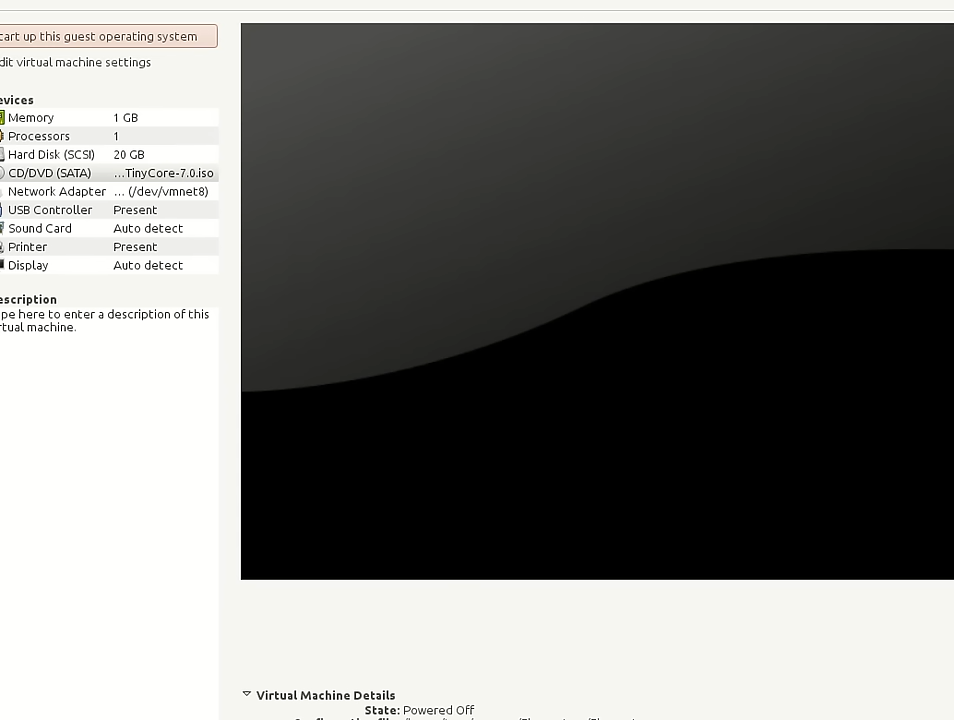 tart up this guest operating system
dit virtual machine settings
evices
Memory 1 GB
Processors 1
Hard Disk (SCSI) 20 GB
CD/DVD (SATA) ...TinyCore-7.0.iso
Network Adapter ... (/dev/vmnet8)
USB Controller Present
Sound Card Auto detect
Printer Present
Display Auto detect
escription
pe here to enter a description of this
rtual machine.
Virtual Machine Details
State: Powered Off